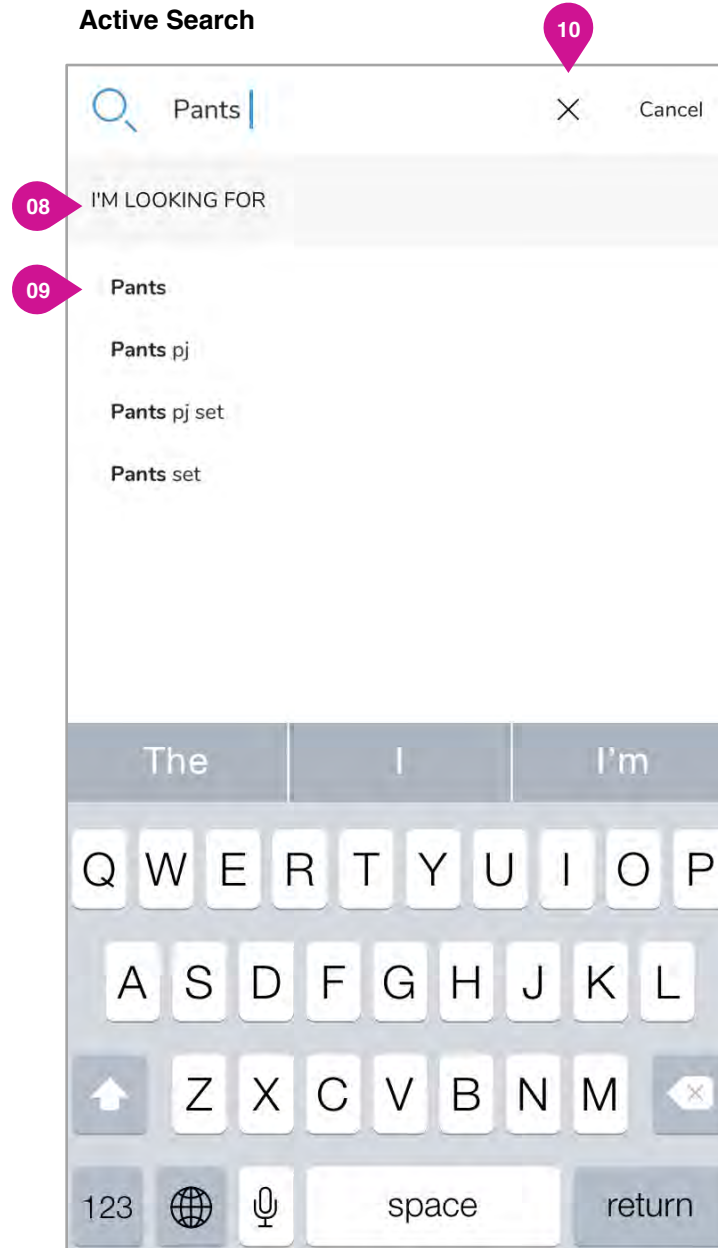 Active Search
10
Pants
Cancel
08
I'M LOOKING FOR
09
Pants
Pants pj
Pants pj set
Pants set
The I I'm
Q W E R T Y U I O P
A S D F G H J K L
Z X C V B N M
123 space return